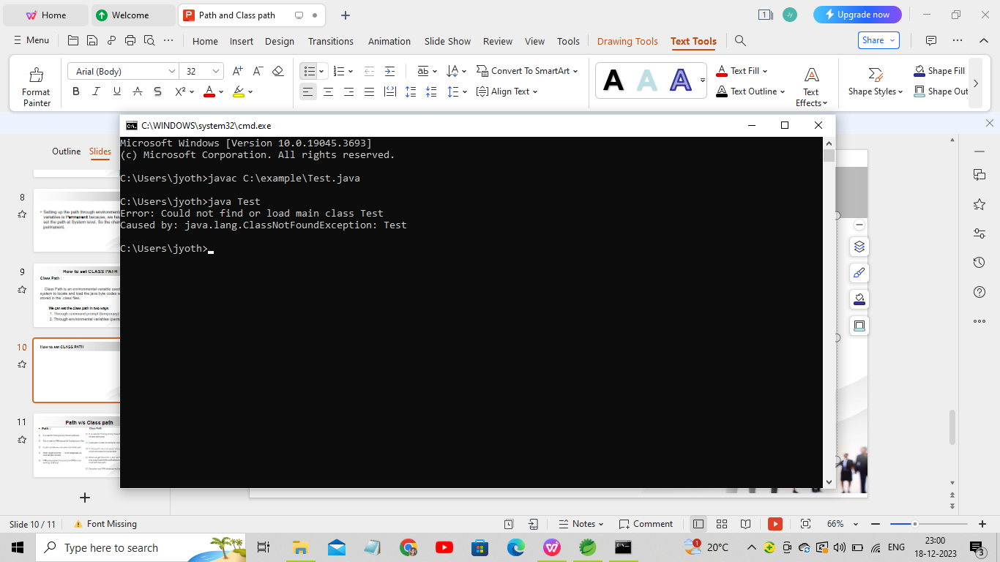 Home
Welcome
Path and Class path
1
Jy
Upgrade now
Menu
Home Insert Design Transitions Animation Slide Show Review View Tools Drawing Tools Text Tools
Share
Format Painter
Arial (Body) 32
Convert To SmartArt
Align Text
A A A
Text Fill
Text Outline
Text Effects
Shape Styles
Shape Fill
Shape Out
C:\WINDOWS\system32\cmd.exe
Microsoft Windows [Version 10.0.19045.3693]
(c) Microsoft Corporation. All rights reserved.
C:\Users\jyoth>javac C:\example\Test.java
C:\Users\jyoth>java Test
Error: Could not find or load main class Test
Caused by: java.lang.ClassNotFoundException: Test
C:\Users\jyoth>
Outline Slides
8
Setting up the path through environment
variables is Permanent because, we have
set the path at System level. So the chan
permanent.
9
How to set CLASS PATH
Class Path :
Class Path is an environmental variable used
system to locate and load the java byte codes w
stored in the .class files.
We can set the class path in two ways:
1. Through command prompt (temporary)
2. Through environmental variables (perm
10
How to set CLASS PATH
11
Path v/s Class path
Path :
Class Path
Slide 10 / 11
Font Missing
Notes
Comment
66%
Type here to search
1
20°C
ENG
23:00
18-12-2023
3